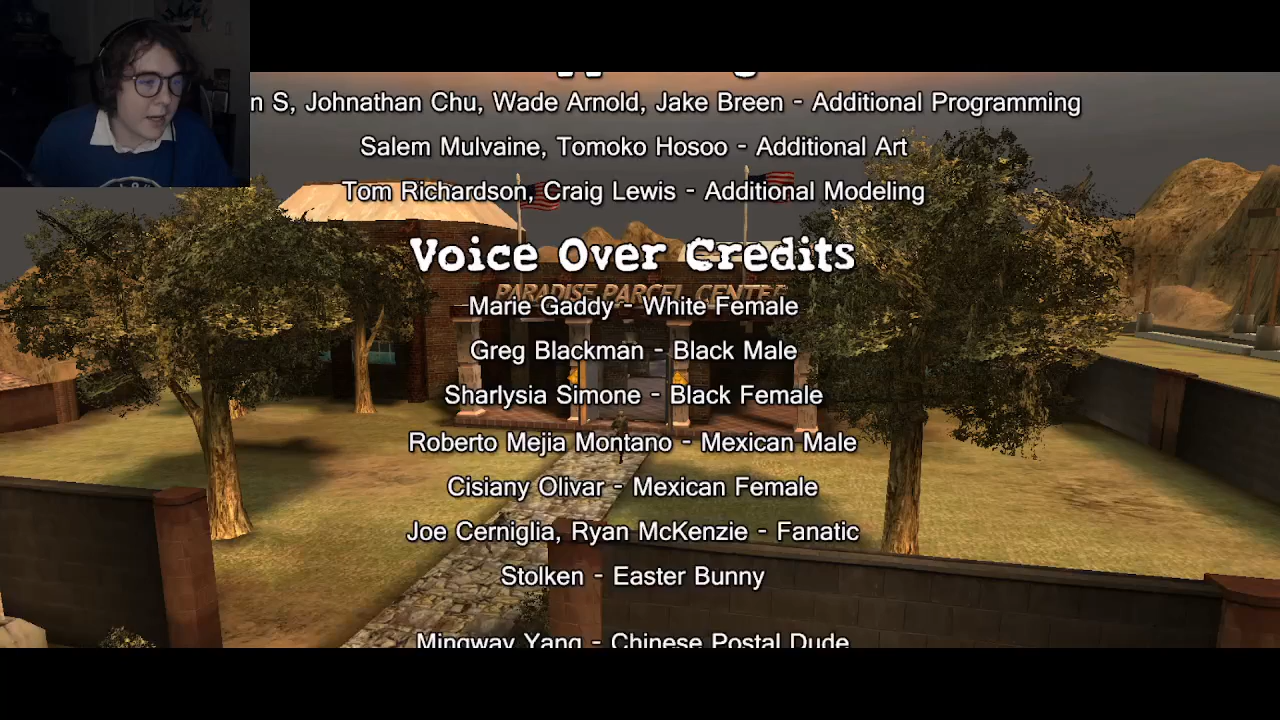 n S, Johnathan Chu, Wade Arnold, Jake Breen - Additional Programming
Salem Mulvaine, Tomoko Hosoo - Additional Art
Tom Richardson, Craig Lewis - Additional Modeling
Voice Over Credits
PARADISE PARCEL CENTER
Marie Gaddy - White Female
Greg Blackman - Black Male
Sharlysia Simone - Black Female
Roberto Mejia Montano - Mexican Male
Cisiany Olivar - Mexican Female
Joe Cerniglia, Ryan McKenzie - Fanatic
Stolken - Easter Bunny
Mingway Yang - Chinese Postal Dude